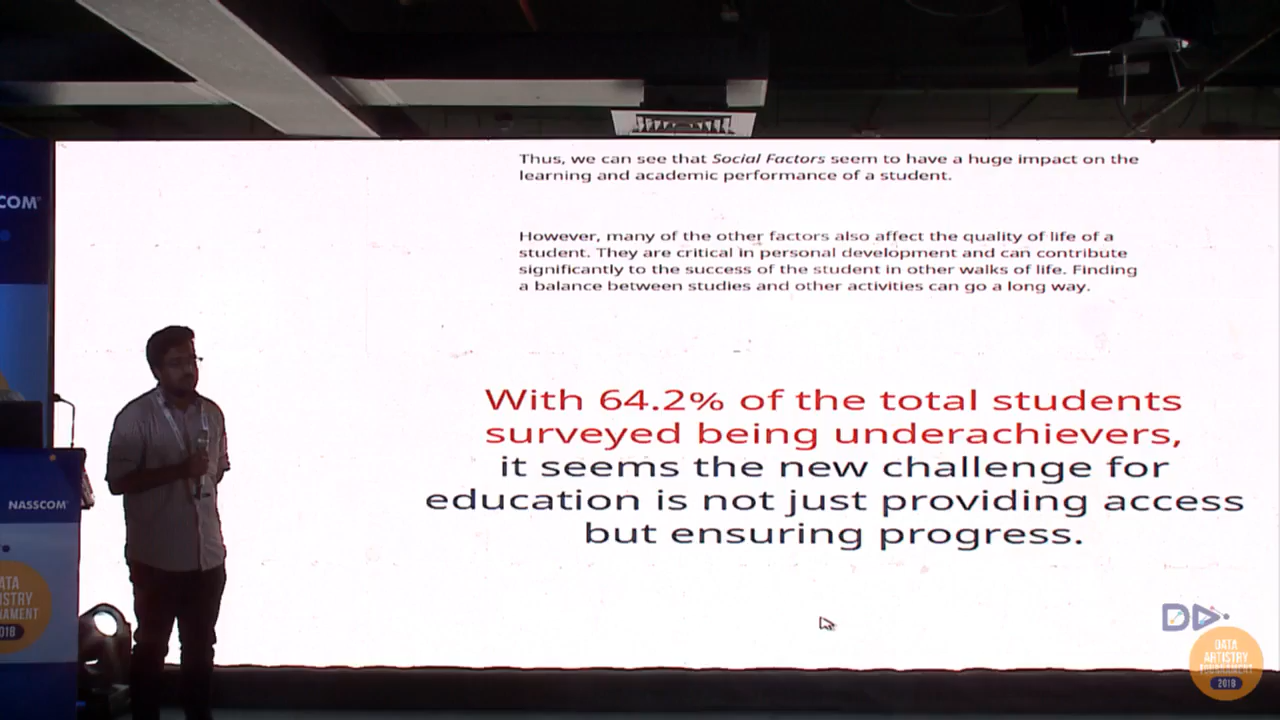 Thus, we can see that Social Factors seem to have a huge impact on the
learning and academic performance of a student.
However, many of the other factors also affect the quality of life of a
student. They are critical in personal development and can contribute
significantly to the success of the student in other walks of life. Finding
a balance between studies and other activities can go a long way.
With 64.2% of the total students
surveyed being underachievers,
it seems the new challenge for
education is not just providing access
but ensuring progress.
COM
NASSCOM
ATA
ISTRY
NAMENT
018
DATA
ARTISTRY
TOURNAMENT
2018